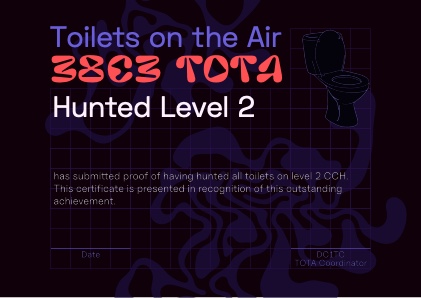 Toilets on the Air
38C3 TOTA
Hunted Level 2
has submitted proof of having hunted all toilets on level 2 CCH.
This certificate is presented in recognition of this outstanding
achievement.
Date
DC1TC
TOTA Coordinator